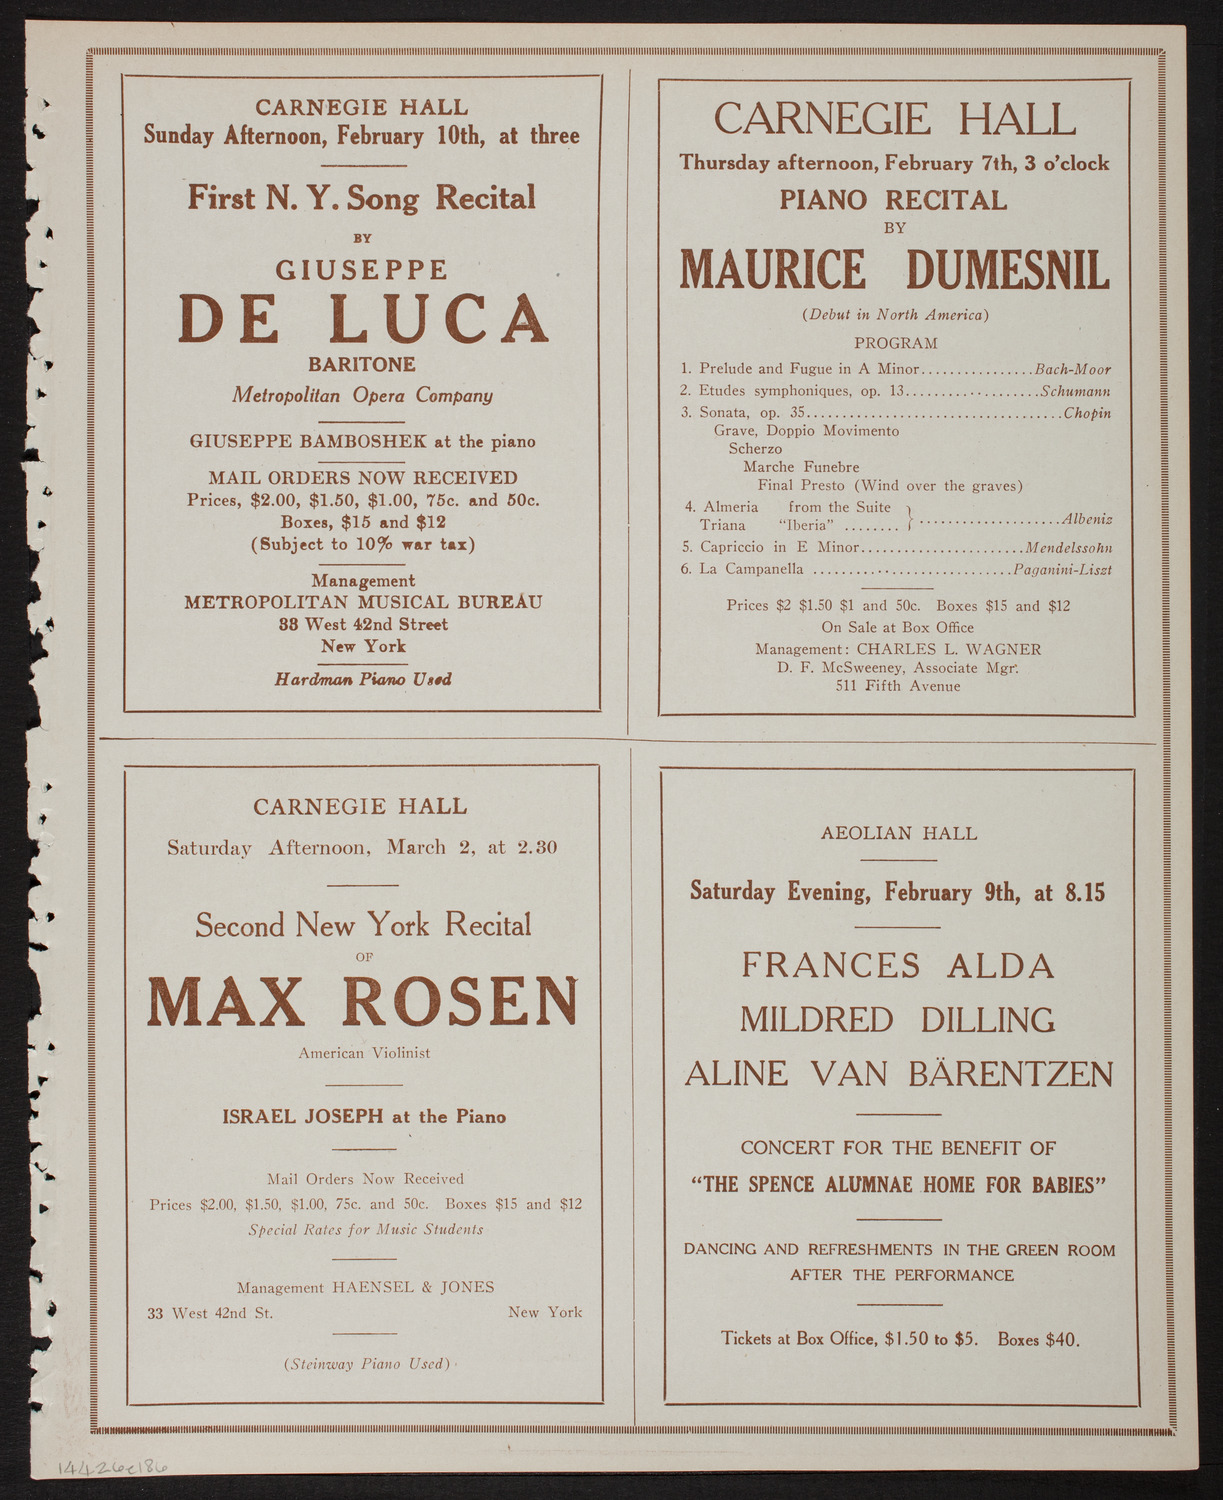 CARNEGIE HALL
Sunday Afternoon, February 10th, at three
First N. Y. Song Recital
BY
GIUSEPPE
DE LUCA
BARITONE
Metropolitan Opera Company
GIUSEPPE BAMBOSHEK at the piano
MAIL ORDERS NOW RECEIVED
Prices, $2.00, $1.50, $1.00, 75c. and 50c.
Boxes, $15 and $12
(Subject to 10% war tax)
Management
METROPOLITAN MUSICAL BUREAU
33 West 42nd Street
New York
Hardman Piano Used
CARNEGIE HALL
Thursday afternoon, February 7th, 3 o'clock
PIANO RECITAL
BY
MAURICE DUMESNIL
(Debut in North America)
PROGRAM
1. Prelude and Fugue in A Minor................Bach-Moor
2. Etudes symphoniques, op. 13...................Schumann
3. Sonata, op. 35....................................Chopin
Grave, Doppio Movimento
Scherzo
Marche Funebre
Final Presto (Wind over the graves)
4. Almeria from the Suite
Triana "Iberia" ........ } ....................Albeniz
5. Capriccio in E Minor.......................Mendelssohn
6. La Campanella ............................Paganini-Liszt
Prices $2 $1.50 $1 and 50c. Boxes $15 and $12
On Sale at Box Office
Management: CHARLES L. WAGNER
D. F. McSweeney, Associate Mgr.
511 Fifth Avenue
CARNEGIE HALL
Saturday Afternoon, March 2, at 2.30
Second New York Recital
OF
MAX ROSEN
American Violinist
ISRAEL JOSEPH at the Piano
Mail Orders Now Received
Prices $2.00, $1.50, $1.00, 75c. and 50c. Boxes $15 and $12
Special Rates for Music Students
Management HAENSEL & JONES
33 West 42nd St. New York
(Steinway Piano Used)
AEOLIAN HALL
Saturday Evening, February 9th, at 8.15
FRANCES ALDA
MILDRED DILLING
ALINE VAN BÄRENTZEN
CONCERT FOR THE BENEFIT OF
"THE SPENCE ALUMNAE HOME FOR BABIES"
DANCING AND REFRESHMENTS IN THE GREEN ROOM
AFTER THE PERFORMANCE
Tickets at Box Office, $1.50 to $5. Boxes $40.